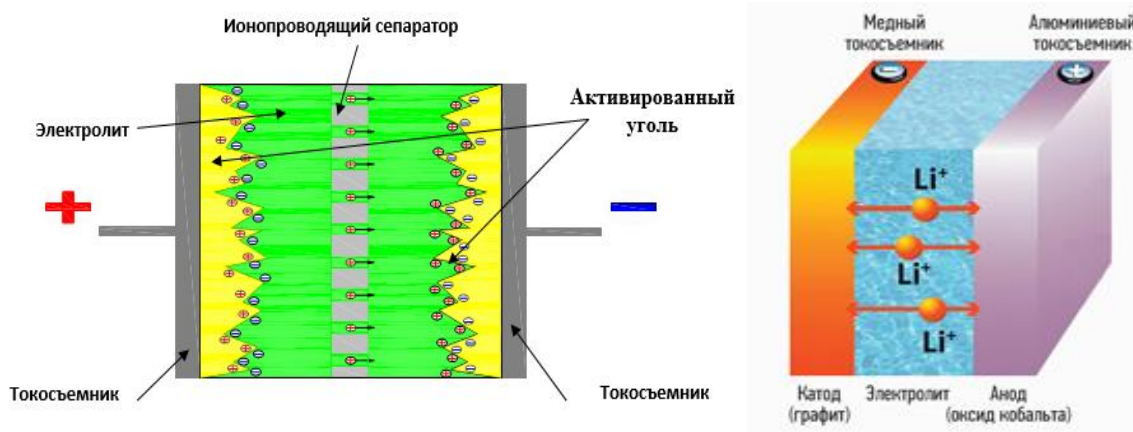 Ионопроводящий сепаратор
Электролит
Активированный
уголь
Токосъемник
Токосъемник
Медный
токосъемник
Алюминиевый
токосъемник
Li⁺
Li⁺
Li⁺
Катод
(графит)
Электролит
Анод
(оксид кобальта)